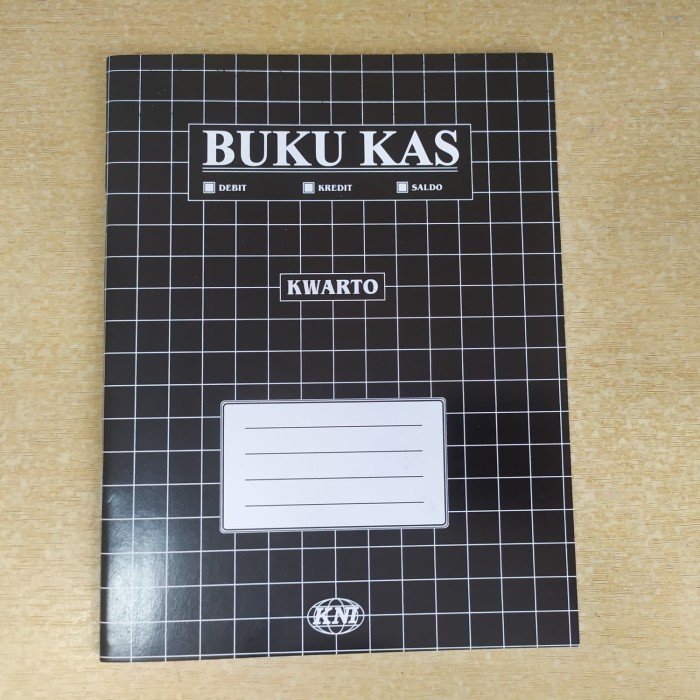 BUKU KAS
DEBIT KREDIT SALDO
KWARTO
KNI